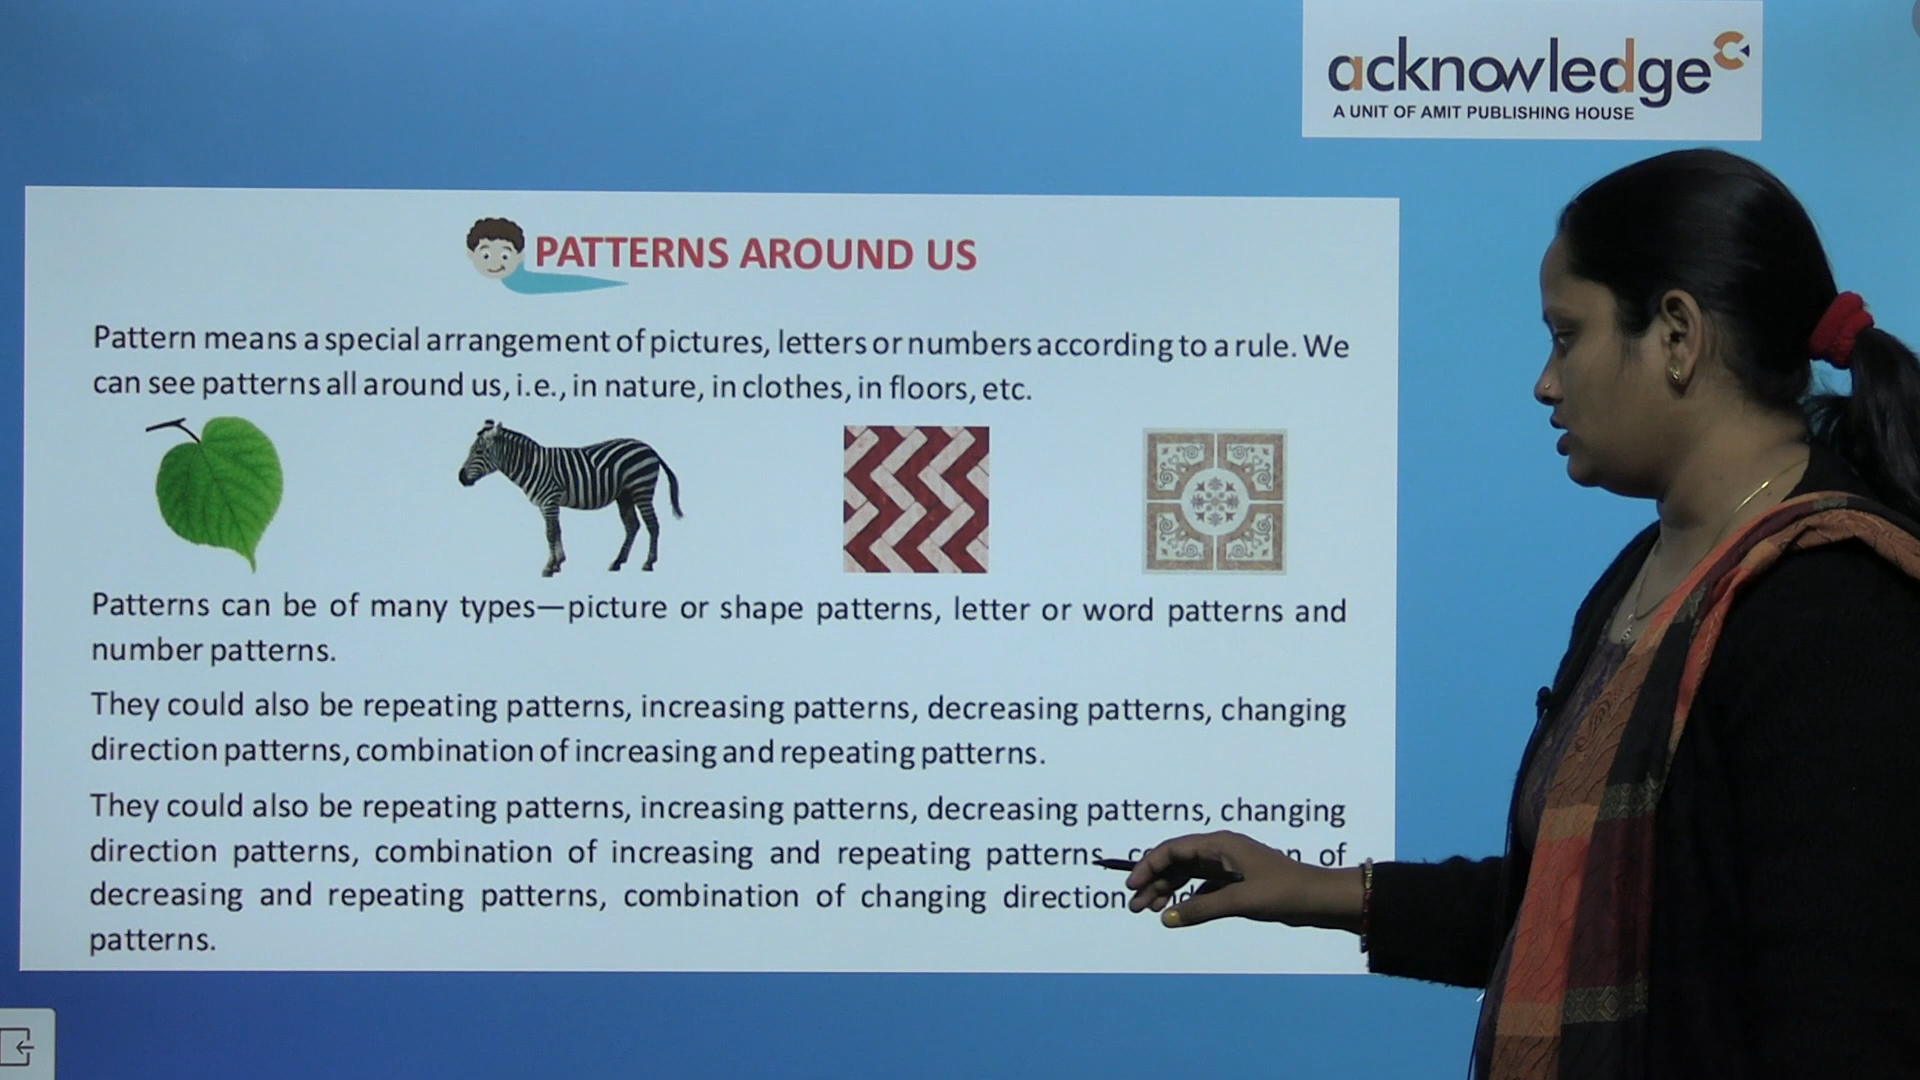 acknowledge
A UNIT OF AMIT PUBLISHING HOUSE
PATTERNS AROUND US
Pattern means a special arrangement of pictures, letters or numbers according to a rule. We
can see patterns all around us, i.e., in nature, in clothes, in floors, etc.
Patterns can be of many types—picture or shape patterns, letter or word patterns and
number patterns.
They could also be repeating patterns, increasing patterns, decreasing patterns, changing
direction patterns, combination of increasing and repeating patterns.
They could also be repeating patterns, increasing patterns, decreasing patterns, changing
direction patterns, combination of increasing and repeating patterns, of
decreasing and repeating patterns, combination of changing direction
patterns.